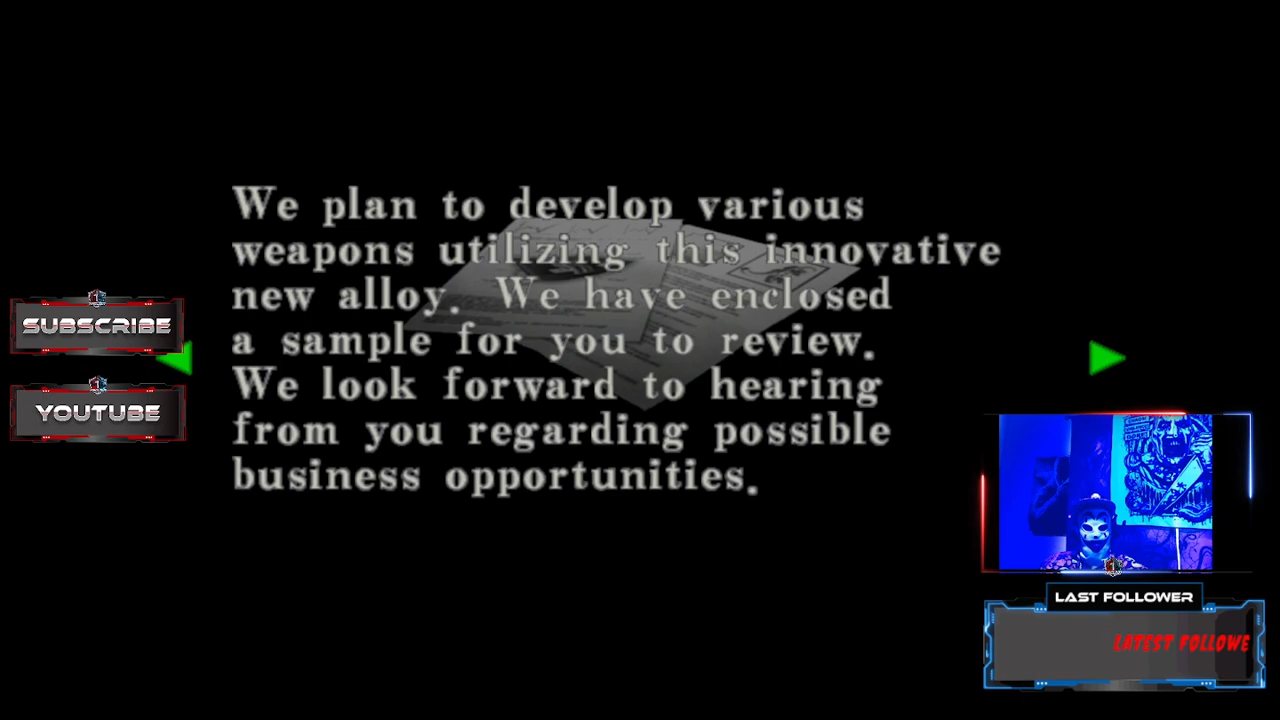 We plan to develop various
weapons utilizing this innovative
new alloy. We have enclosed
a sample for you to review.
We look forward to hearing
from you regarding possible
business opportunities.
SUBSCRIBE
YOUTUBE
LAST FOLLOWER
LATEST FOLLOWE